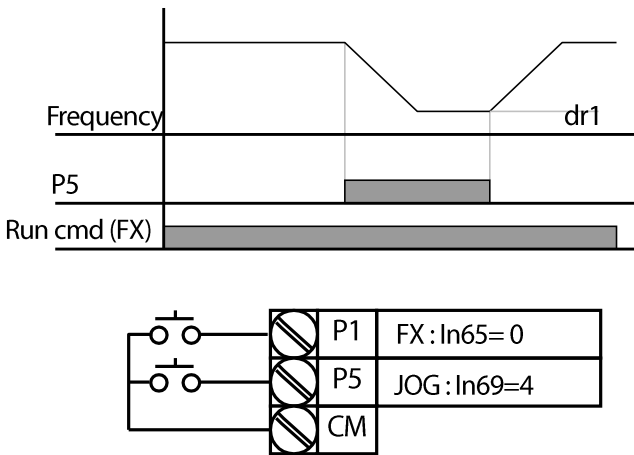 Frequency
dr1
P5
Run cmd (FX)
P1 FX : In65= 0
P5 JOG : In69=4
CM